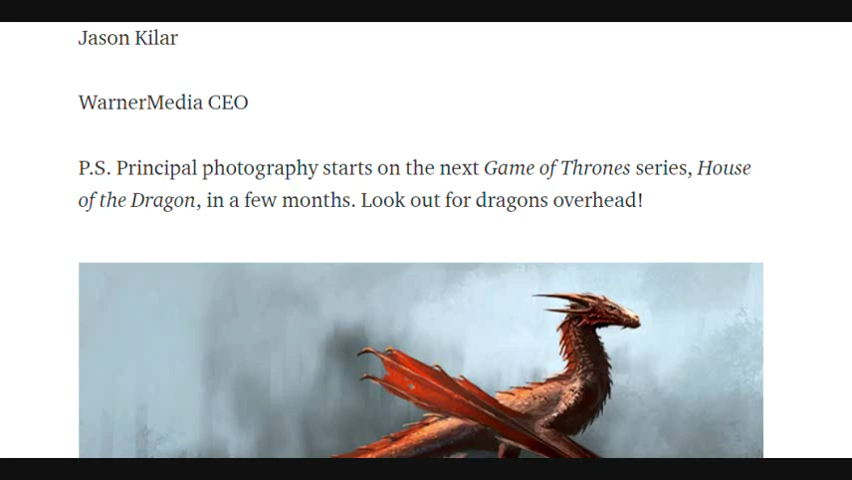 Jason Kilar
WarnerMedia CEO
P.S. Principal photography starts on the next Game of Thrones series, House
of the Dragon, in a few months. Look out for dragons overhead!